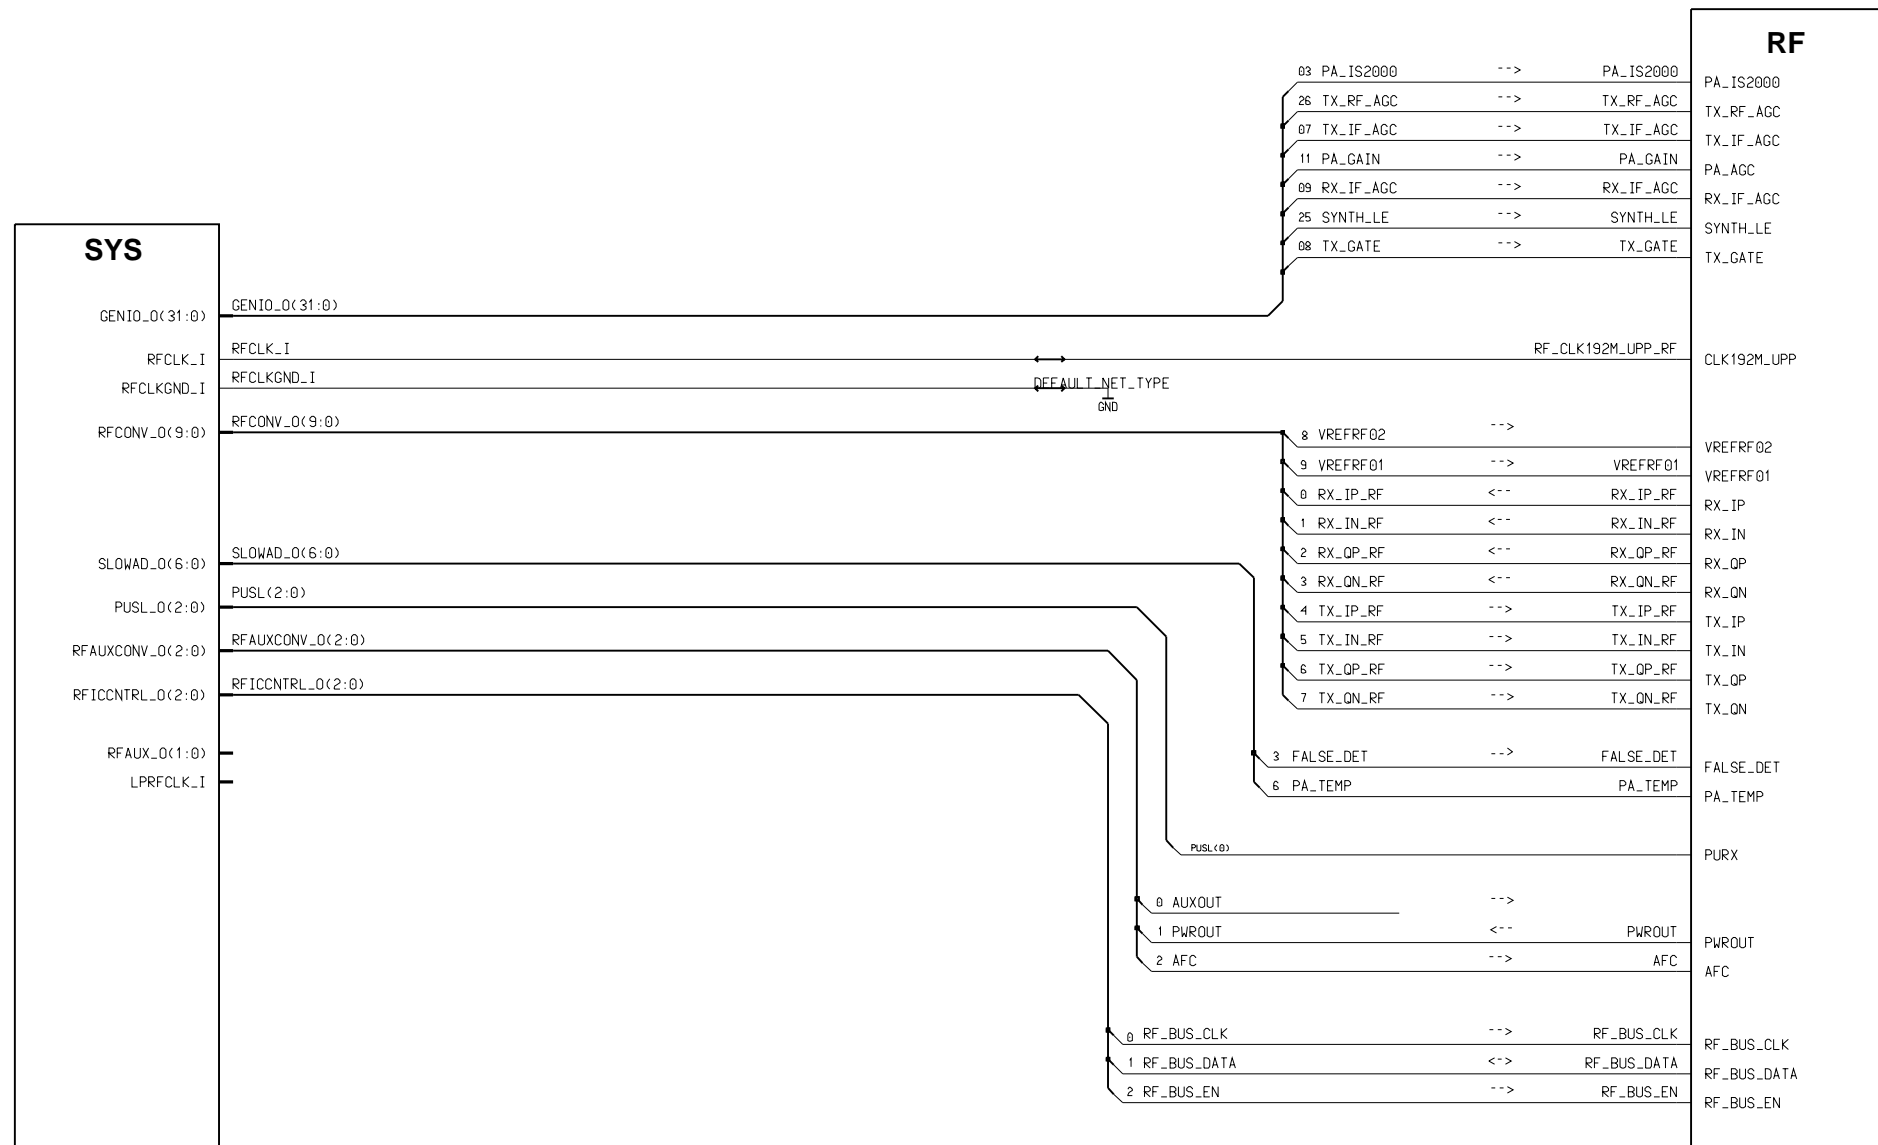 RF
03 PA_IS2000 --> PA_IS2000 PA_IS2000
26 TX_RF_AGC --> TX_RF_AGC TX_RF_AGC
07 TX_IF_AGC --> TX_IF_AGC TX_IF_AGC
11 PA_GAIN --> PA_GAIN PA_AGC
09 RX_IF_AGC --> RX_IF_AGC RX_IF_AGC
25 SYNTH_LE --> SYNTH_LE SYNTH_LE
08 TX_GATE --> TX_GATE TX_GATE
SYS
GENIO_O(31:0) GENIO_O(31:0)
RFCLK_I RFCLK_I RF_CLK192M_UPP_RF CLK192M_UPP
RFCLKGND_I RFCLKGND_I DEFAULT_NET_TYPE
GND
RFCONV_O(9:0) RFCONV_O(9:0)
8 VREFRF02 --> VREFRF02
9 VREFRF01 --> VREFRF01 VREFRF01
0 RX_IP_RF <-- RX_IP_RF RX_IP
1 RX_IN_RF <-- RX_IN_RF RX_IN
2 RX_QP_RF <-- RX_QP_RF RX_QP
3 RX_QN_RF <-- RX_QN_RF RX_QN
4 TX_IP_RF --> TX_IP_RF TX_IP
5 TX_IN_RF --> TX_IN_RF TX_IN
6 TX_QP_RF --> TX_QP_RF TX_QP
7 TX_QN_RF --> TX_QN_RF TX_QN
SLOWAD_O(6:0) SLOWAD_O(6:0)
PUSL_O(2:0) PUSL(2:0)
RFAUXCONV_O(2:0) RFAUXCONV_O(2:0)
RFICCNTRL_O(2:0) RFICCNTRL_O(2:0)
RFAUX_O(1:0)
LPRFCLK_I
3 FALSE_DET --> FALSE_DET FALSE_DET
6 PA_TEMP PA_TEMP PA_TEMP
PUSL(0) PURX
0 AUXOUT -->
1 PWROUT <-- PWROUT PWROUT
2 AFC --> AFC AFC
0 RF_BUS_CLK --> RF_BUS_CLK RF_BUS_CLK
1 RF_BUS_DATA <-> RF_BUS_DATA RF_BUS_DATA
2 RF_BUS_EN --> RF_BUS_EN RF_BUS_EN